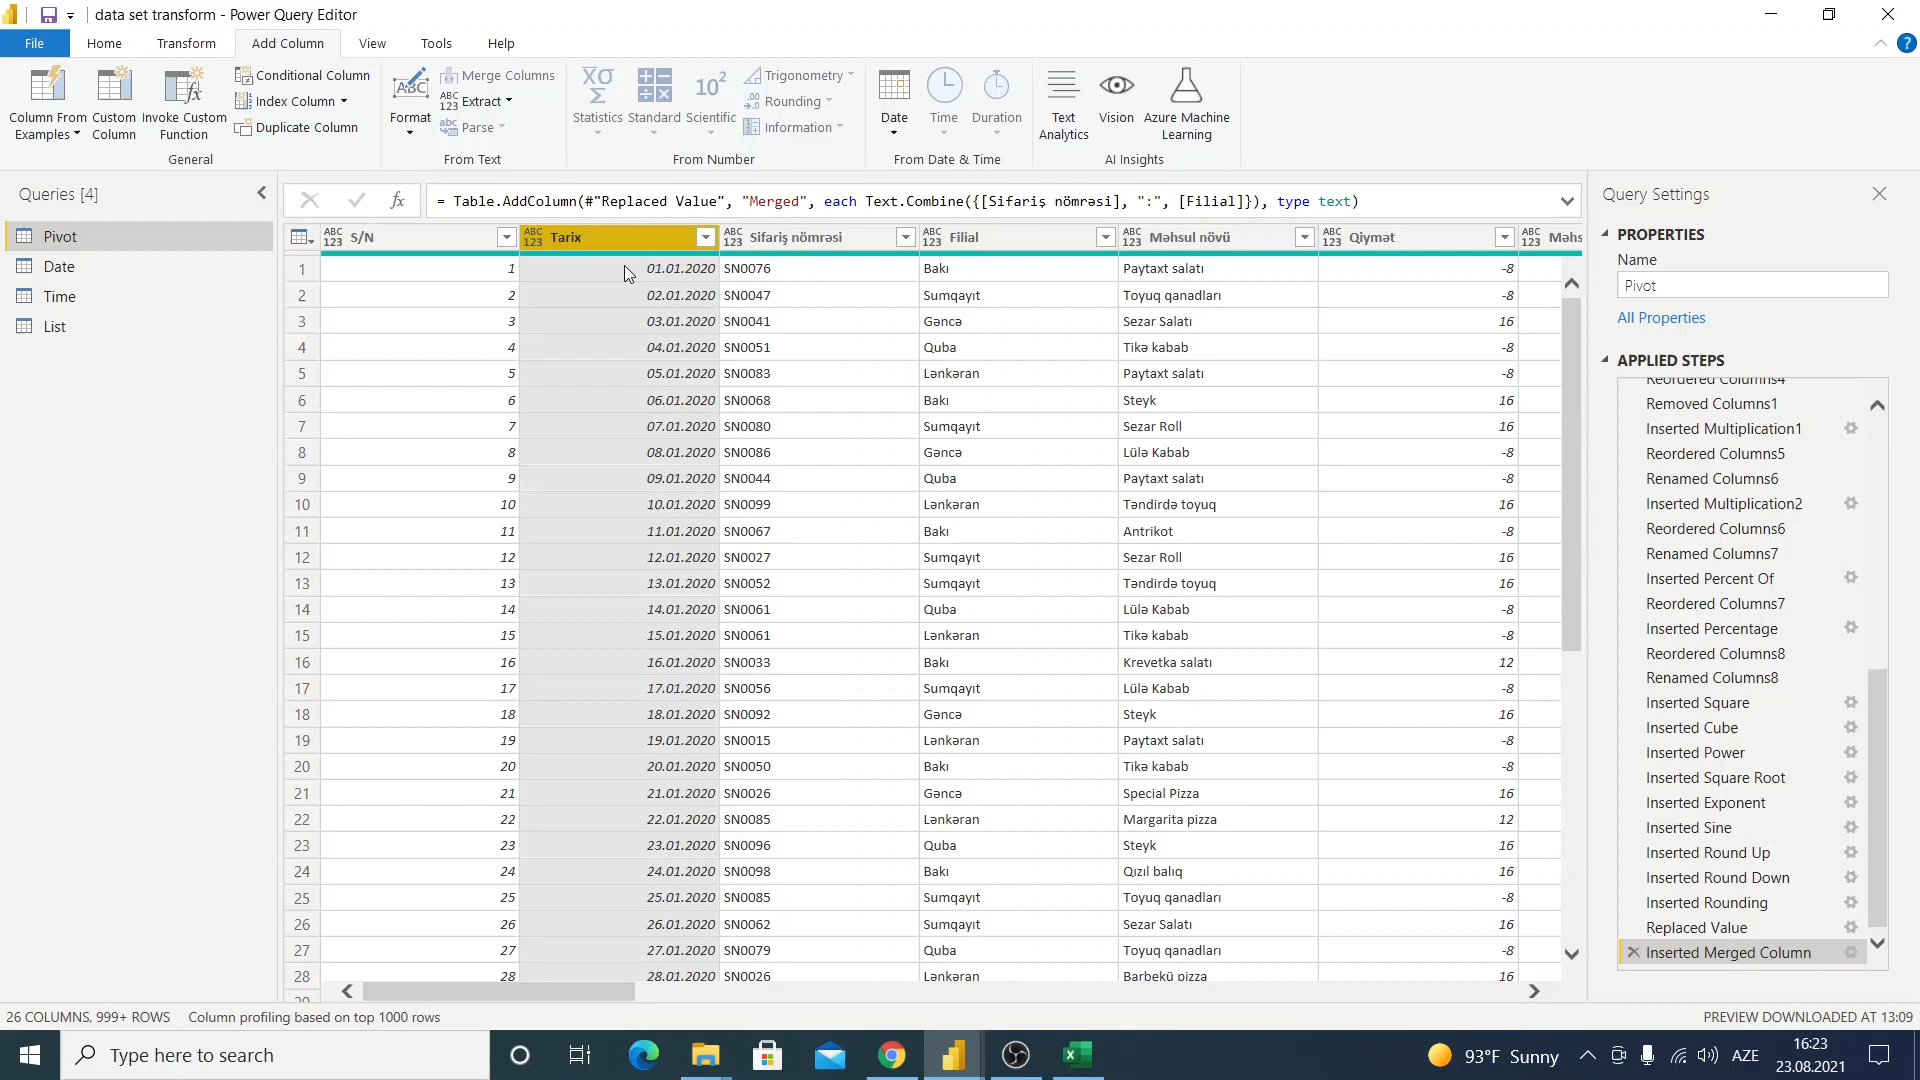 data set transform - Power Query Editor
File Home Transform Add Column View Tools Help
Column From Examples
Custom Column
Invoke Custom Function
Conditional Column
Index Column
Duplicate Column
General
Format
Merge Columns
Extract
Parse
From Text
Statistics
Standard
Scientific
Trigonometry
Rounding
Information
From Number
Date
Time
Duration
From Date & Time
Text Analytics
Vision
Azure Machine Learning
AI Insights
Queries [4]
Pivot
Date
Time
List
= Table.AddColumn(#"Replaced Value", "Merged", each Text.Combine({[Sifariş nömrəsi], ":", [Filial]}), type text)
S/N Tarix Sifariş nömrəsi Filial Məhsul növü Qiymət Məhs
1 1 01.01.2020 SN0076 Bakı Paytaxt salatı -8
2 2 02.01.2020 SN0047 Sumqayıt Toyuq qanadları -8
3 3 03.01.2020 SN0041 Gəncə Sezar Salatı 16
4 4 04.01.2020 SN0051 Quba Tikə kabab -8
5 5 05.01.2020 SN0083 Lənkəran Paytaxt salatı -8
6 6 06.01.2020 SN0068 Bakı Steyk 16
7 7 07.01.2020 SN0080 Sumqayıt Sezar Roll 16
8 8 08.01.2020 SN0086 Gəncə Lülə Kabab -8
9 9 09.01.2020 SN0044 Quba Paytaxt salatı -8
10 10 10.01.2020 SN0099 Lənkəran Təndirdə toyuq 16
11 11 11.01.2020 SN0067 Bakı Antrikot -8
12 12 12.01.2020 SN0027 Sumqayıt Sezar Roll 16
13 13 13.01.2020 SN0052 Sumqayıt Təndirdə toyuq 16
14 14 14.01.2020 SN0061 Quba Lülə Kabab -8
15 15 15.01.2020 SN0061 Lənkəran Tikə kabab -8
16 16 16.01.2020 SN0033 Bakı Krevetka salatı 12
17 17 17.01.2020 SN0056 Sumqayıt Lülə Kabab -8
18 18 18.01.2020 SN0092 Gəncə Steyk 16
19 19 19.01.2020 SN0015 Lənkəran Paytaxt salatı -8
20 20 20.01.2020 SN0050 Bakı Tikə kabab -8
21 21 21.01.2020 SN0026 Gəncə Special Pizza 16
22 22 22.01.2020 SN0085 Lənkəran Margarita pizza 12
23 23 23.01.2020 SN0096 Quba Steyk 16
24 24 24.01.2020 SN0098 Bakı Qızıl balıq 16
25 25 25.01.2020 SN0085 Sumqayıt Toyuq qanadları -8
26 26 26.01.2020 SN0062 Sumqayıt Sezar Salatı 16
27 27 27.01.2020 SN0079 Quba Toyuq qanadları -8
28 28 28.01.2020 SN0026 Lənkəran Barbekü pizza 16
Query Settings
PROPERTIES
Name
Pivot
All Properties
APPLIED STEPS
Reordered Columns4
Removed Columns1
Inserted Multiplication1
Reordered Columns5
Renamed Columns6
Inserted Multiplication2
Reordered Columns6
Renamed Columns7
Inserted Percent Of
Reordered Columns7
Inserted Percentage
Reordered Columns8
Renamed Columns8
Inserted Square
Inserted Cube
Inserted Power
Inserted Square Root
Inserted Exponent
Inserted Sine
Inserted Round Up
Inserted Round Down
Inserted Rounding
Replaced Value
Inserted Merged Column
26 COLUMNS, 999+ ROWS Column profiling based on top 1000 rows PREVIEW DOWNLOADED AT 13:09
Type here to search
93°F Sunny
AZE
16:23
23.08.2021